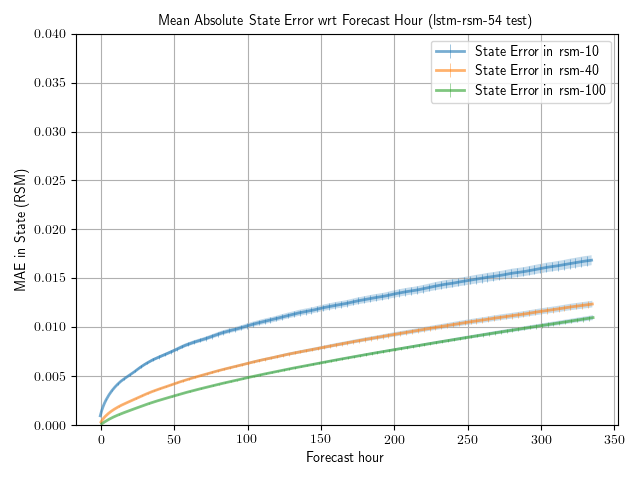 Mean Absolute State Error wrt Forecast Hour (lstm-rsm-54 test)
MAE in State (RSM)
0.040
0.035
0.030
0.025
0.020
0.015
0.010
0.005
0.000
State Error in rsm-10
State Error in rsm-40
State Error in rsm-100
0 50 100 150 200 250 300 350
Forecast hour